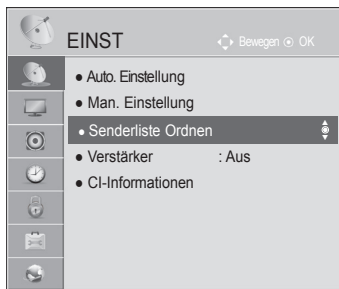 EINST
Bewegen OK
Auto. Einstellung
Man. Einstellung
Senderliste Ordnen
Verstärker : Aus
CI-Informationen